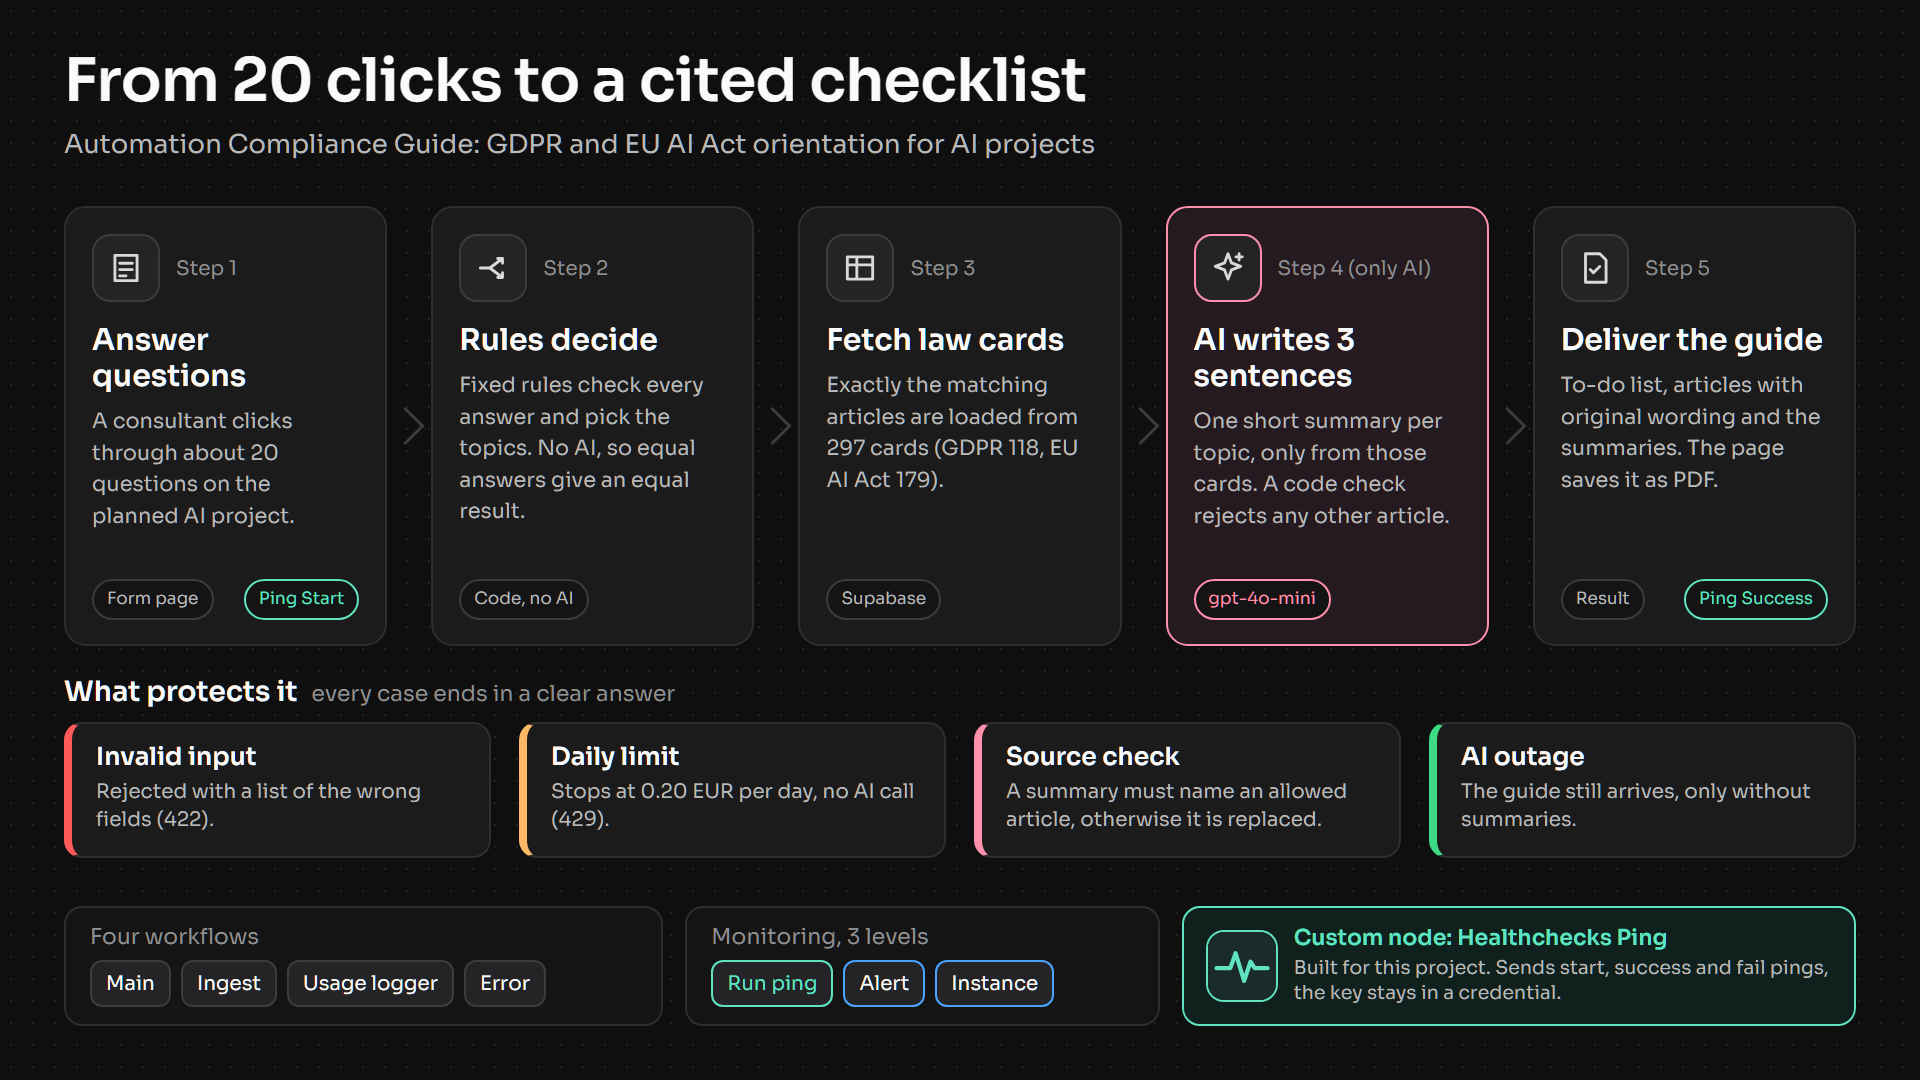 From 20 clicks to a cited checklist
Automation Compliance Guide: GDPR and EU AI Act orientation for AI projects
Step 1
Answer
questions
A consultant clicks
through about 20
questions on the
planned AI project.
Form page
Ping Start
Step 2
Rules decide
Fixed rules check every
answer and pick the
topics. No AI, so equal
answers give an equal
result.
Code, no AI
Step 3
Fetch law cards
Exactly the matching
articles are loaded from
297 cards (GDPR 118, EU
AI Act 179).
Supabase
Step 4 (only AI)
AI writes 3
sentences
One short summary per
topic, only from those
cards. A code check
rejects any other article.
gpt-4o-mini
Step 5
Deliver the guide
To-do list, articles with
original wording and the
summaries. The page
saves it as PDF.
Result
Ping Success
What protects it every case ends in a clear answer
Invalid input
Rejected with a list of the wrong
fields (422).
Daily limit
Stops at 0.20 EUR per day, no AI call
(429).
Source check
A summary must name an allowed
article, otherwise it is replaced.
AI outage
The guide still arrives, only without
summaries.
Four workflows
Main
Ingest
Usage logger
Error
Monitoring, 3 levels
Run ping
Alert
Instance
Custom node: Healthchecks Ping
Built for this project. Sends start, success and fail pings,
the key stays in a credential.